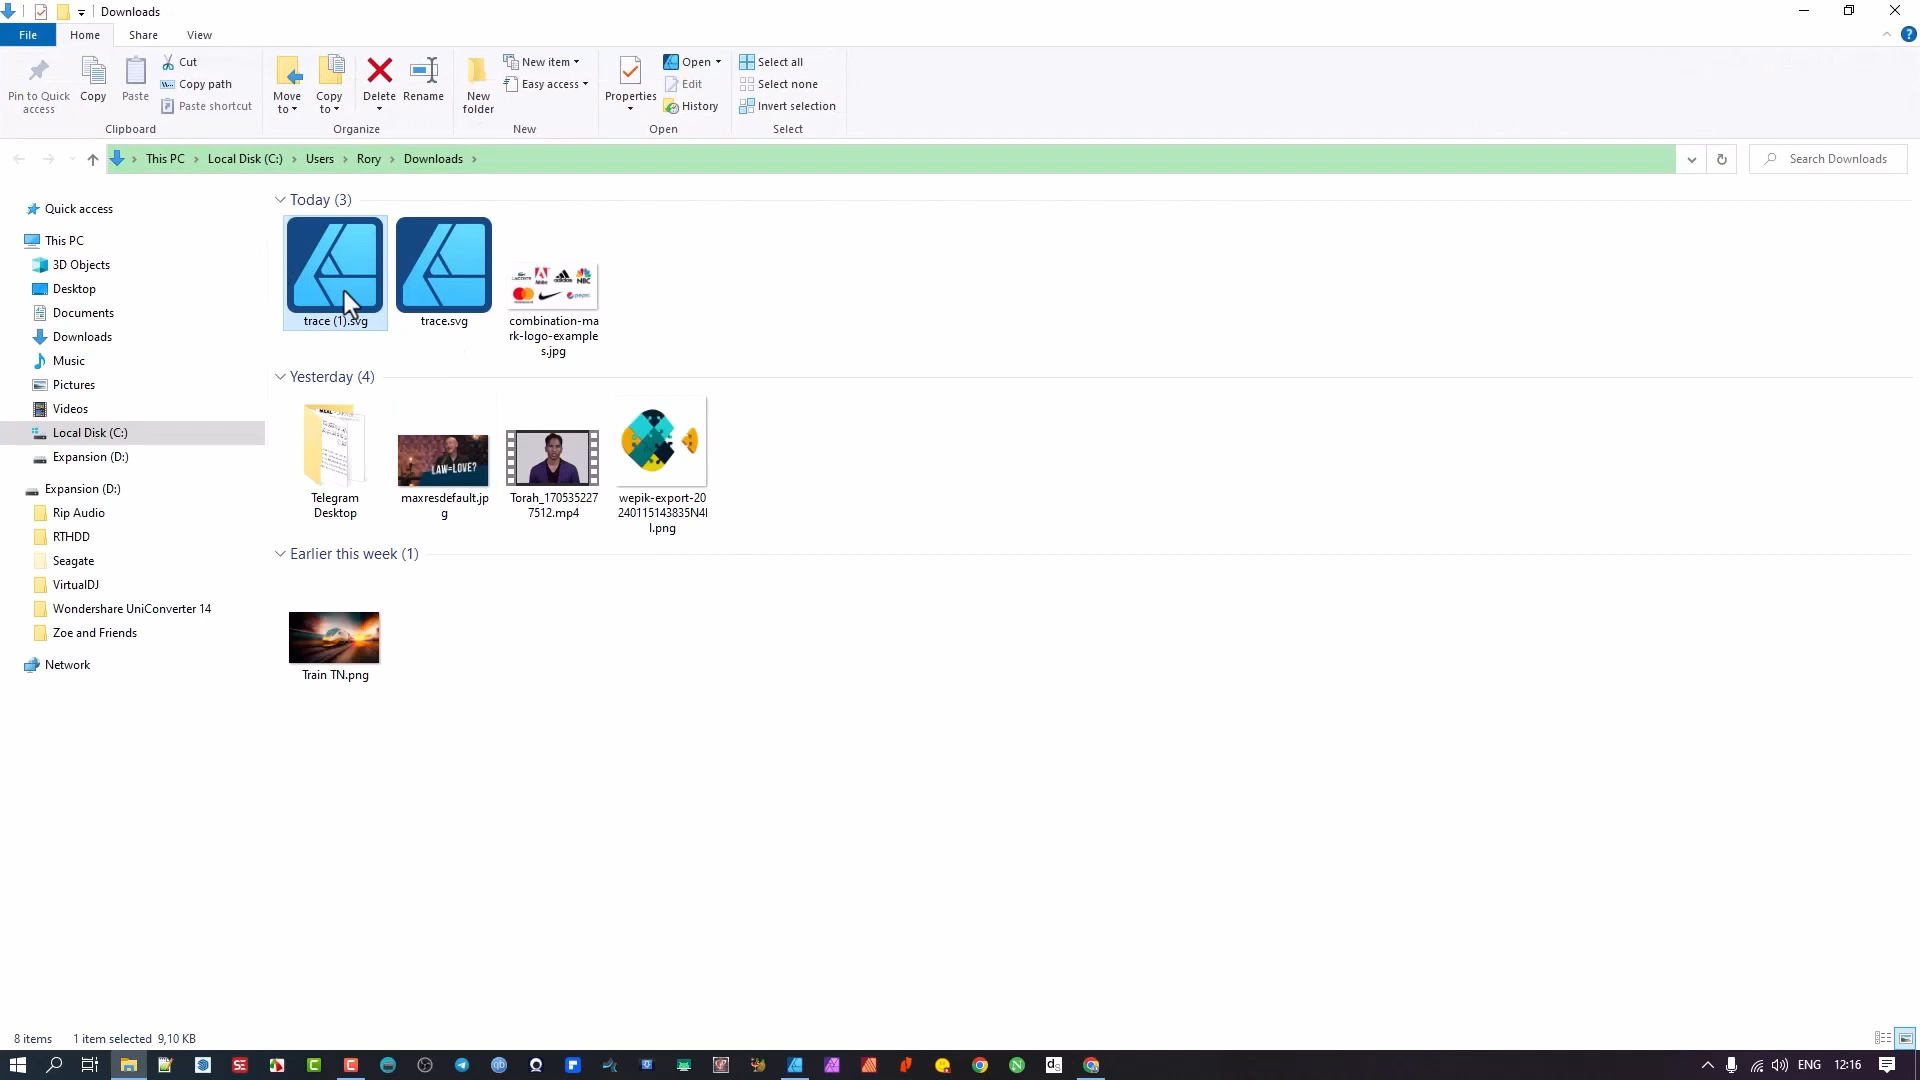 Downloads
File
Home
Share
View
Pin to Quick
access
Copy
Paste
Cut
Copy path
Paste shortcut
Clipboard
Move
to
Copy
to
Delete
Rename
Organize
New
folder
New item
Easy access
New
Properties
Open
Edit
History
Open
Select all
Select none
Invert selection
Select
This PC
Local Disk (C:)
Users
Rory
Downloads
Search Downloads
Quick access
This PC
3D Objects
Desktop
Documents
Downloads
Music
Pictures
Videos
Local Disk (C:)
Expansion (D:)
Expansion (D:)
Rip Audio
RTHDD
Seagate
VirtualDJ
Wondershare UniConverter 14
Zoe and Friends
Network
Today (3)
trace (1).svg
trace.svg
LACOSTE
Adobe
adidas
NBC
pepsi
combination-ma
rk-logo-example
s.jpg
Yesterday (4)
Telegram
Desktop
LAW=LOVE?
maxresdefault.jp
g
Torah_170535227
7512.mp4
wepik-export-20
240115143835N4l
l.png
Earlier this week (1)
Train TN.png
8 items
1 item selected 9,10 KB
ENG
12:16